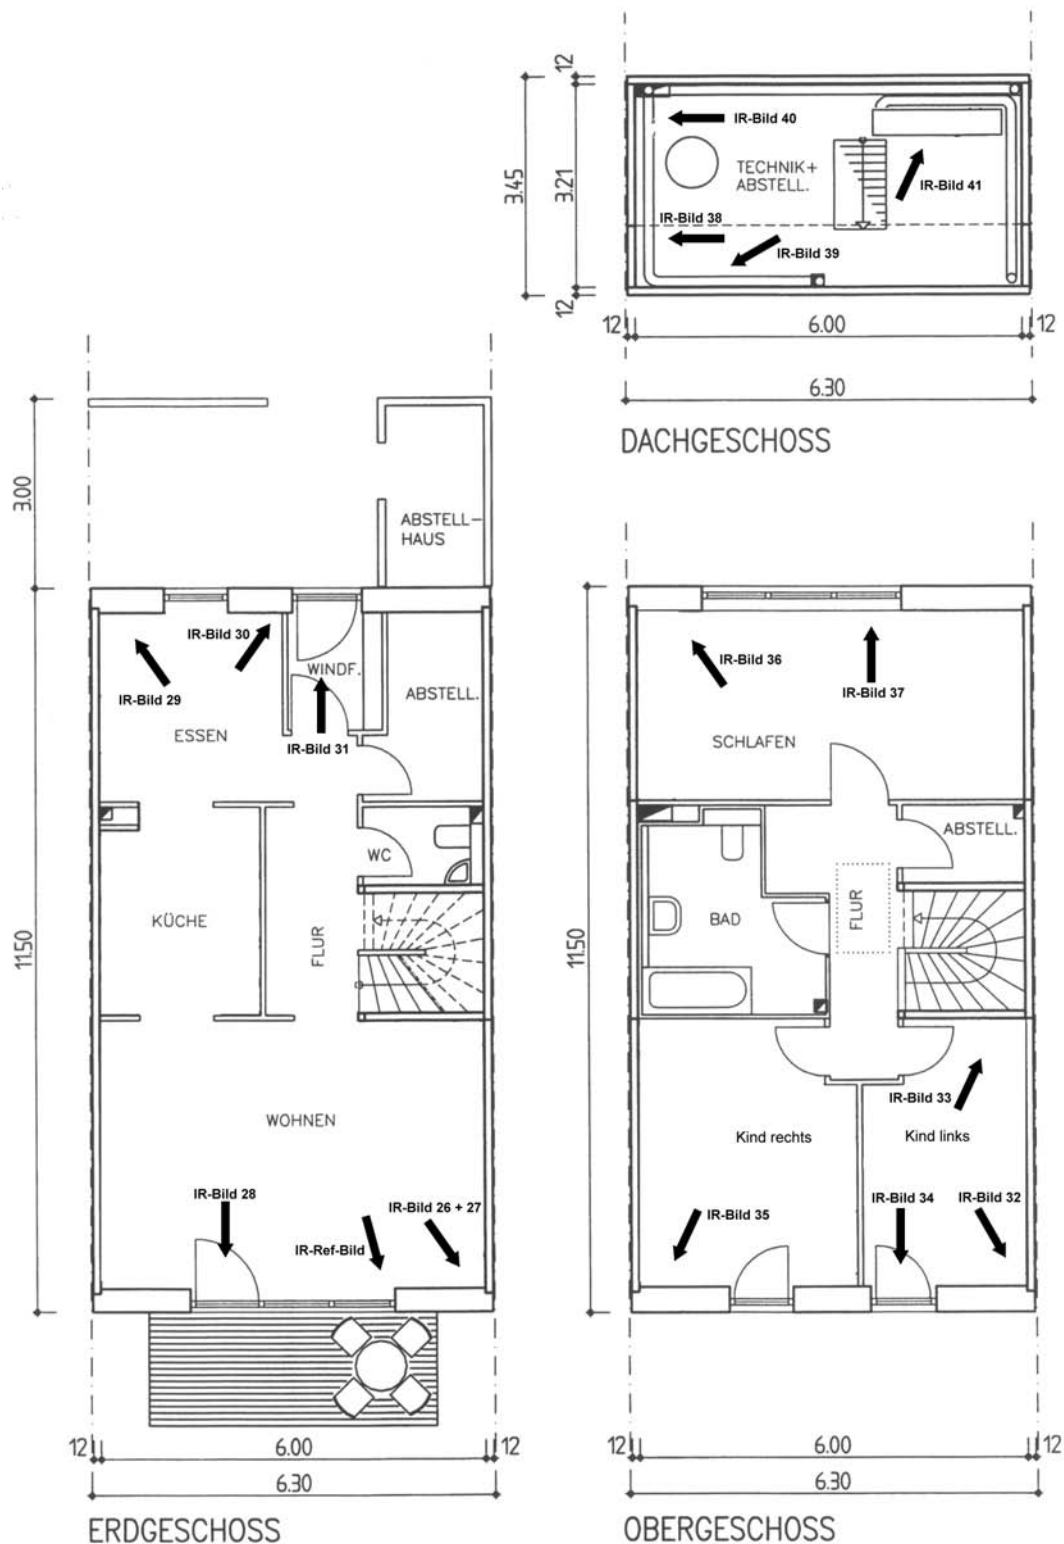 12
3.45
3.21
12
IR-Bild 40
TECHNIK+
ABSTELL.
IR-Bild 41
IR-Bild 38
IR-Bild 39
12
6.00
12
6.30
DACHGESCHOSS
3.00
ABSTELL-
HAUS
11.50
IR-Bild 30
IR-Bild 29
WINDF.
ABSTELL.
ESSEN
IR-Bild 31
WC
KÜCHE
FLUR
WOHNEN
IR-Bild 28
IR-Bild 26 + 27
IR-Ref-Bild
12
6.00
12
6.30
ERDGESCHOSS
11.50
IR-Bild 36
IR-Bild 37
SCHLAFEN
ABSTELL.
BAD
FLUR
IR-Bild 33
Kind rechts
Kind links
IR-Bild 34
IR-Bild 32
IR-Bild 35
12
6.00
12
6.30
OBERGESCHOSS